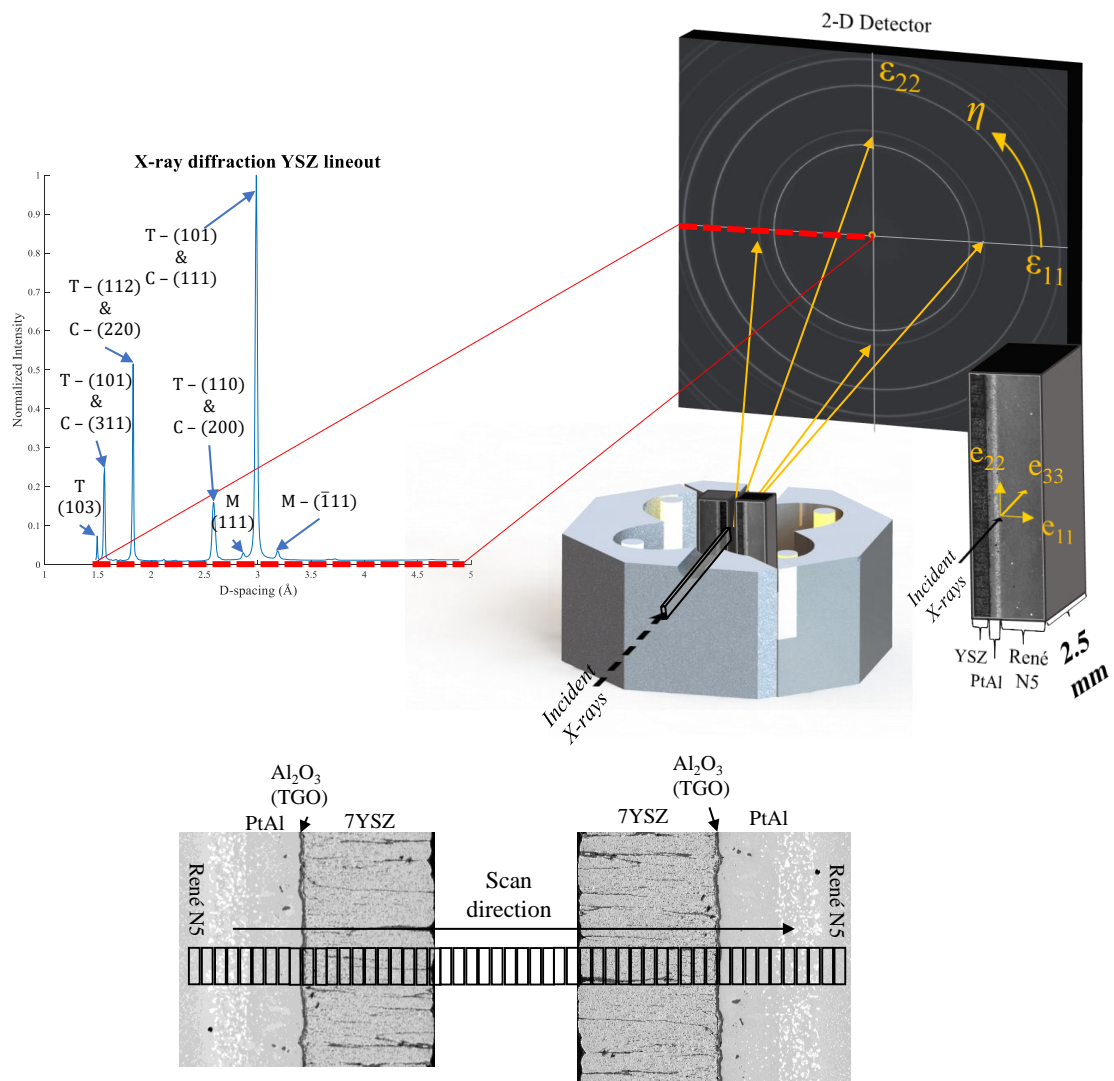 2-D Detector
ε22
η
ε11
X-ray diffraction YSZ lineout
Normalized Intensity
1
0.9
0.8
0.7
0.6
0.5
0.4
0.3
0.2
0.1
0
1
1.5
2
2.5
3
3.5
4
4.5
5
D-spacing (Å)
T – (101)
&
C – (111)
T – (112)
&
C – (220)
T – (101)
&
C – (311)
T
(103)
T – (110)
&
C – (200)
M
(111)
M – (1̅11)
Incident
X-rays
e22
e33
e11
Incident
X-rays
YSZ
PtAl
René
N5
2.5
mm
Al2O3
(TGO)
PtAl
7YSZ
René N5
Scan
direction
Al2O3
(TGO)
7YSZ
PtAl
René N5